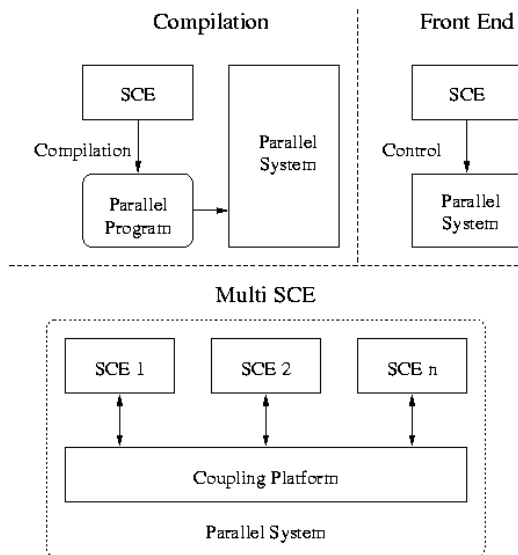 Compilation
SCE
Compilation
Parallel
Program
Parallel
System
Front End
SCE
Control
Parallel
System
Multi SCE
SCE 1
SCE 2
SCE n
Coupling Platform
Parallel System